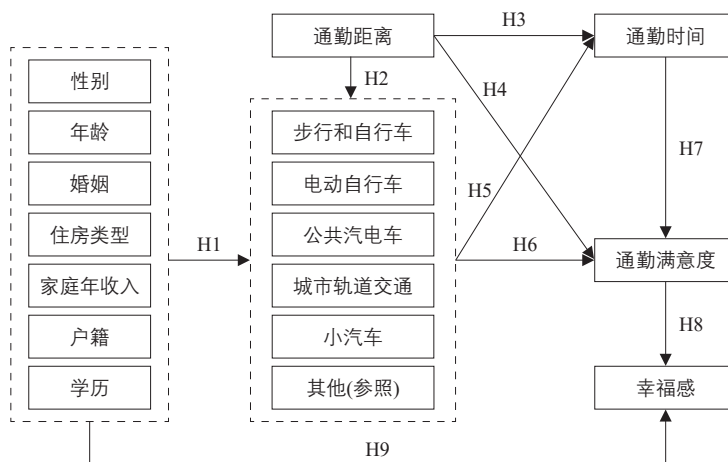 通勤距离
H3
通勤时间
性别
H2
H4
年龄
步行和自行车
婚姻
电动自行车
H7
H5
住房类型
H1
公共汽电车
H6
通勤满意度
家庭年收入
城市轨道交通
户籍
小汽车
H8
学历
其他(参照)
幸福感
H9